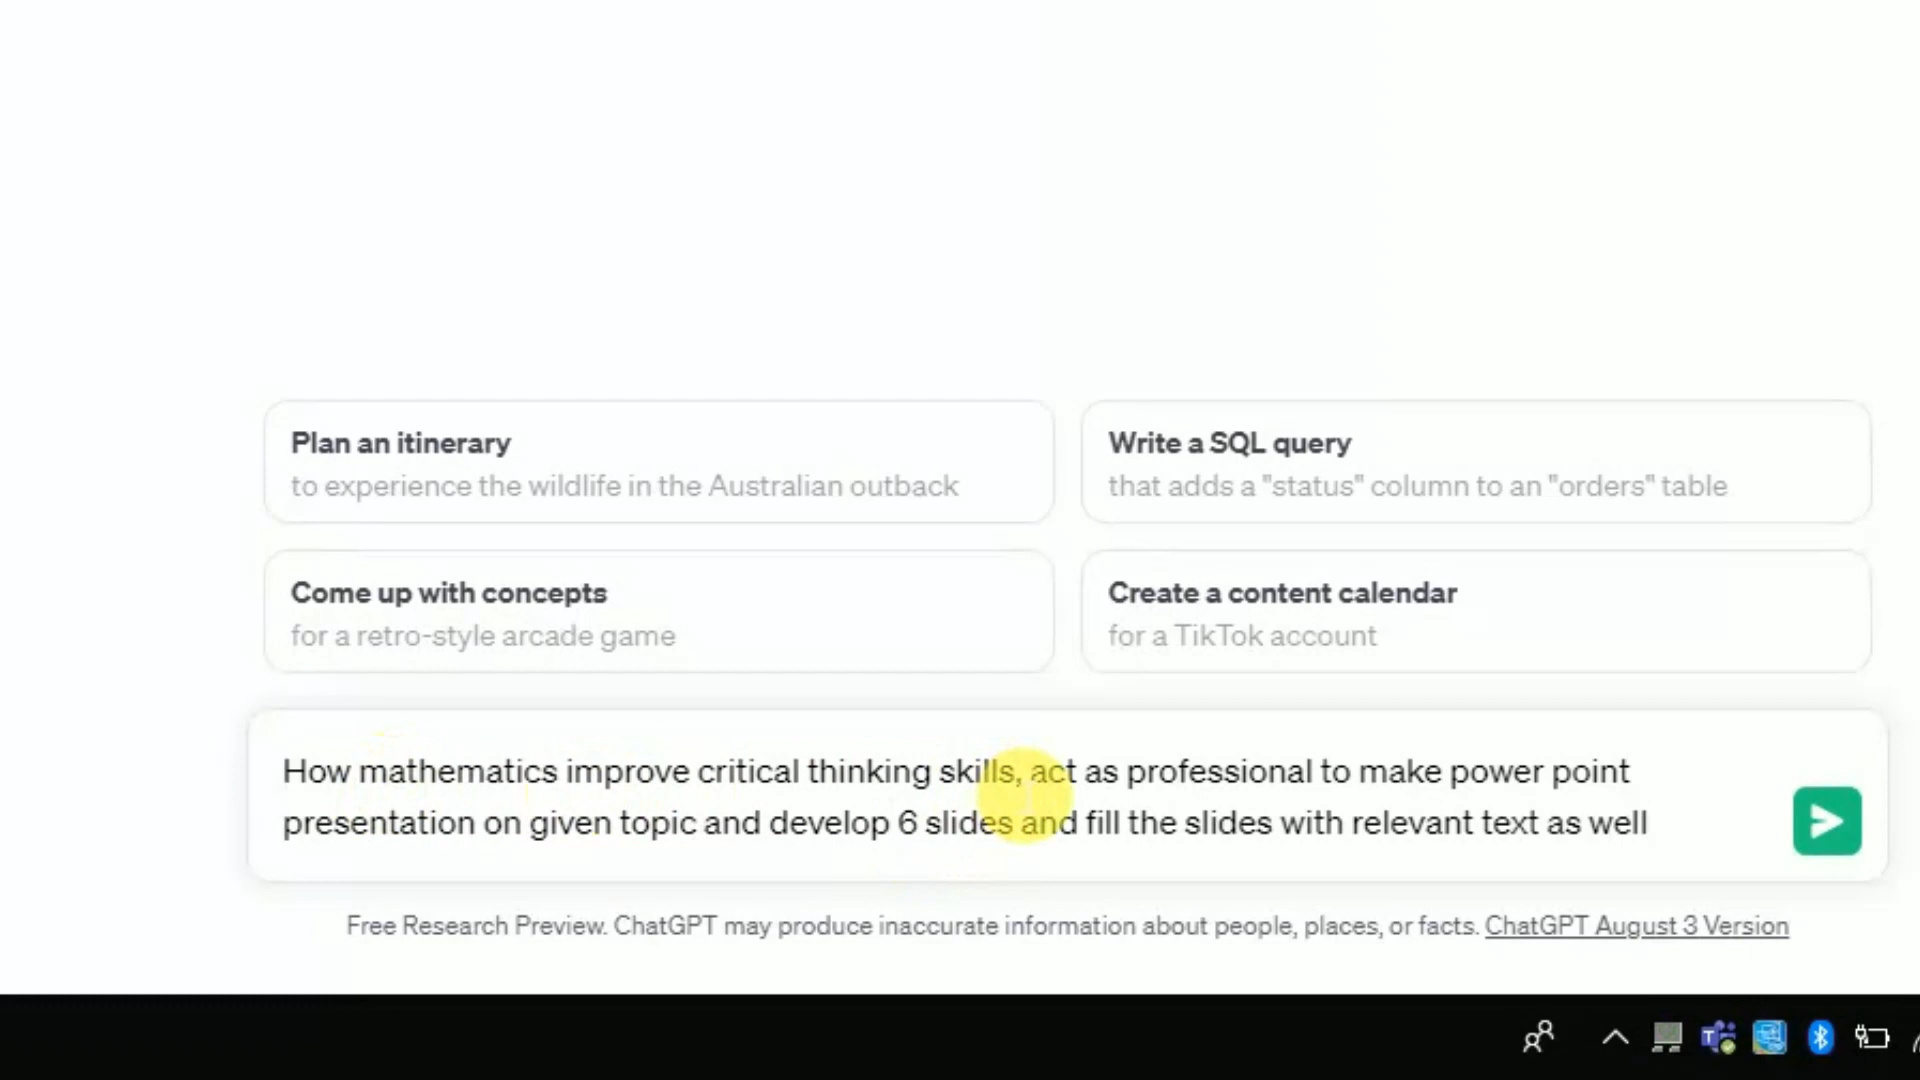 Plan an itinerary
to experience the wildlife in the Australian outback
Write a SQL query
that adds a "status" column to an "orders" table
Come up with concepts
for a retro-style arcade game
Create a content calendar
for a TikTok account
How mathematics improve critical thinking skills, act as professional to make power point
presentation on given topic and develop 6 slides and fill the slides with relevant text as well
Free Research Preview. ChatGPT may produce inaccurate information about people, places, or facts. ChatGPT August 3 Version